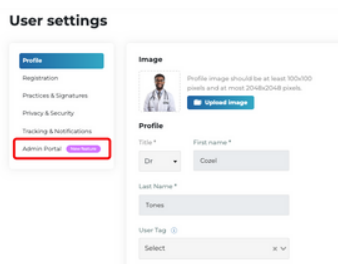 User settings
Profile
Registration
Practices & Signatures
Privacy & Security
Tracking & Notifications
Admin Portal New feature
Image
Profile image should be at least 100x100
pixels and at most 2048x2048 pixels.
Upload image
Profile
Title *
First name *
Dr
Cozel
Last Name *
Tones
User Tag
Select